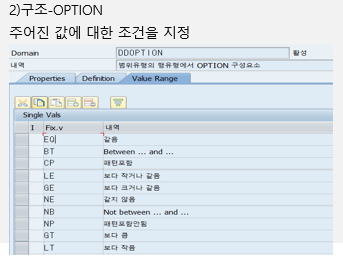 2)구조-OPTION
주어진 값에 대한 조건을 지정
Domain DDOPTION 활성
내역 범위유형의 행유형에서 OPTION 구성요소
Properties Definition Value Range
Single Vals
I Fix.v 내역
EQ 같음
BT Between ... and ...
CP 패턴포함
LE 보다 작거나 같음
GE 보다 크거나 같음
NE 같지 않음
NB Not between ... and ...
NP 패턴포함안됨
GT 보다 큼
LT 보다 작음